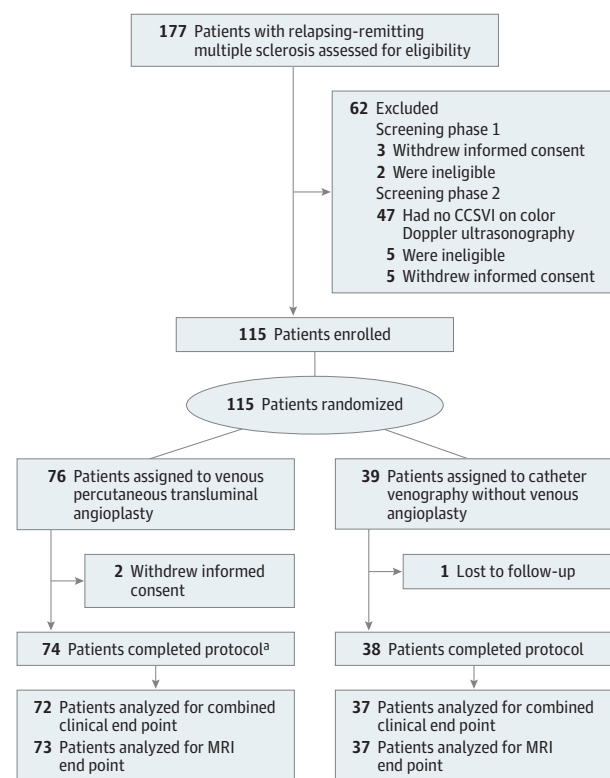 177 Patients with relapsing-remitting
multiple sclerosis assessed for eligibility
62 Excluded
Screening phase 1
3 Withdrew informed consent
2 Were ineligible
Screening phase 2
47 Had no CCSVI on color
Doppler ultrasonography
5 Were ineligible
5 Withdrew informed consent
115 Patients enrolled
115 Patients randomized
76 Patients assigned to venous
percutaneous transluminal
angioplasty
39 Patients assigned to catheter
venography without venous
angioplasty
2 Withdrew informed
consent
1 Lost to follow-up
74 Patients completed protocolᵃ
38 Patients completed protocol
72 Patients analyzed for combined
clinical end point
73 Patients analyzed for MRI
end point
37 Patients analyzed for combined
clinical end point
37 Patients analyzed for MRI
end point